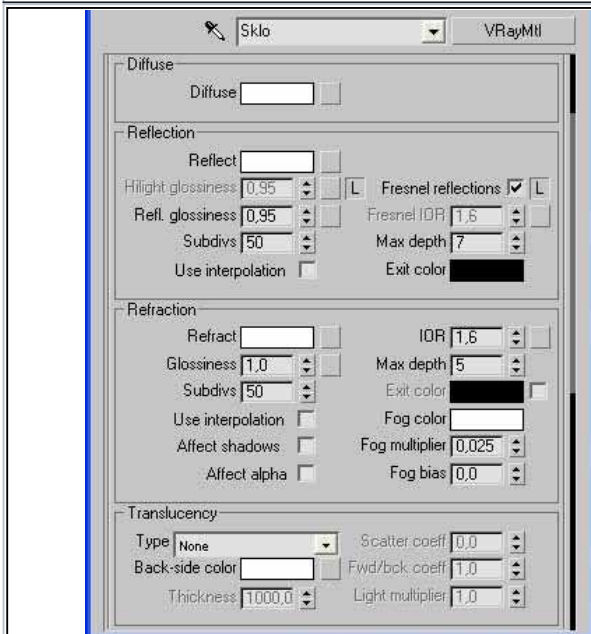 Sklo VRayMtl
Diffuse
Diffuse
Reflection
Reflect
Hilight glossiness 0,95 L Fresnel reflections L
Refl. glossiness 0,95 Fresnel IOR 1,6
Subdivs 50 Max depth 7
Use interpolation Exit color
Refraction
Refract IOR 1,6
Glossiness 1,0 Max depth 5
Subdivs 50 Exit color
Use interpolation Fog color
Affect shadows Fog multiplier 0,025
Affect alpha Fog bias 0,0
Translucency
Type None Scatter coeff 0,0
Back-side color Fwd/bck coeff 1,0
Thickness 1000,0 Light multiplier 1,0